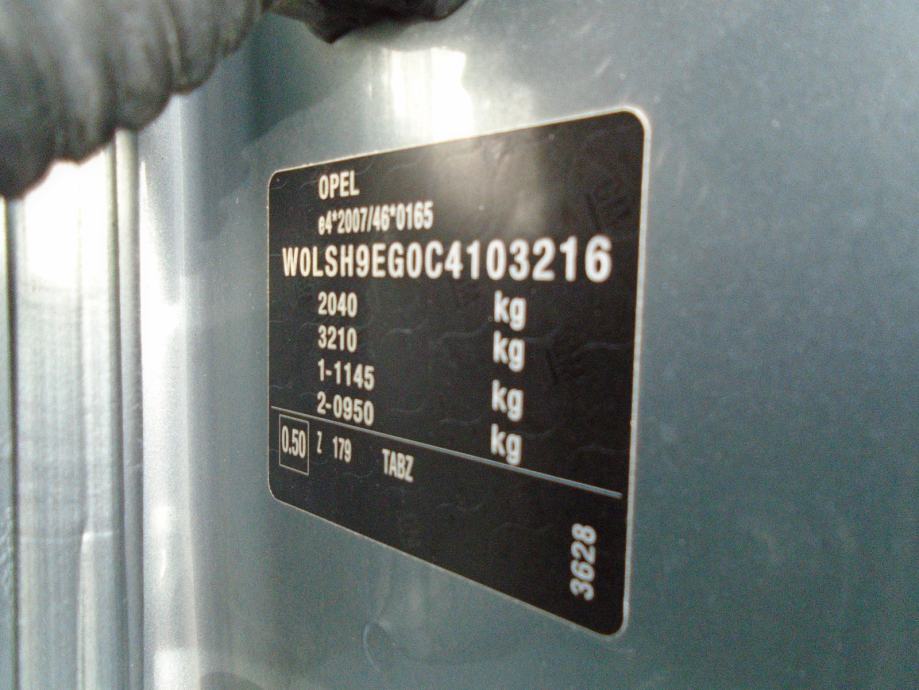 OPEL
e4*2007/46*0165
W0LSH9EG0C4103216
2040 kg
3210 kg
1-1145 kg
2-0950 kg
0.50 Z 179 TABZ
3628